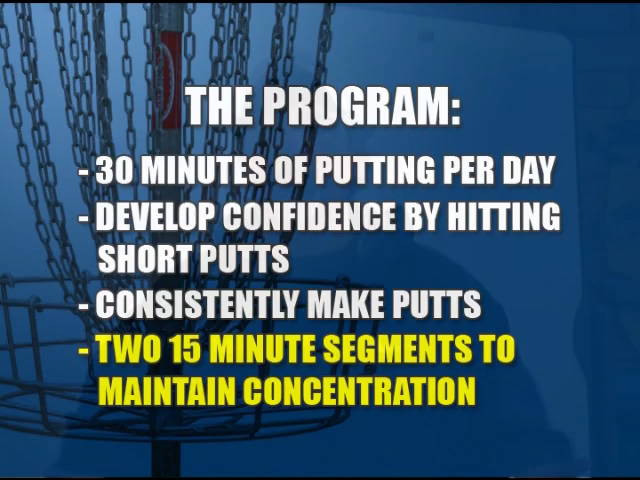 THE PROGRAM:
- 30 MINUTES OF PUTTING PER DAY
- DEVELOP CONFIDENCE BY HITTING
SHORT PUTTS
- CONSISTENTLY MAKE PUTTS
- TWO 15 MINUTE SEGMENTS TO
MAINTAIN CONCENTRATION